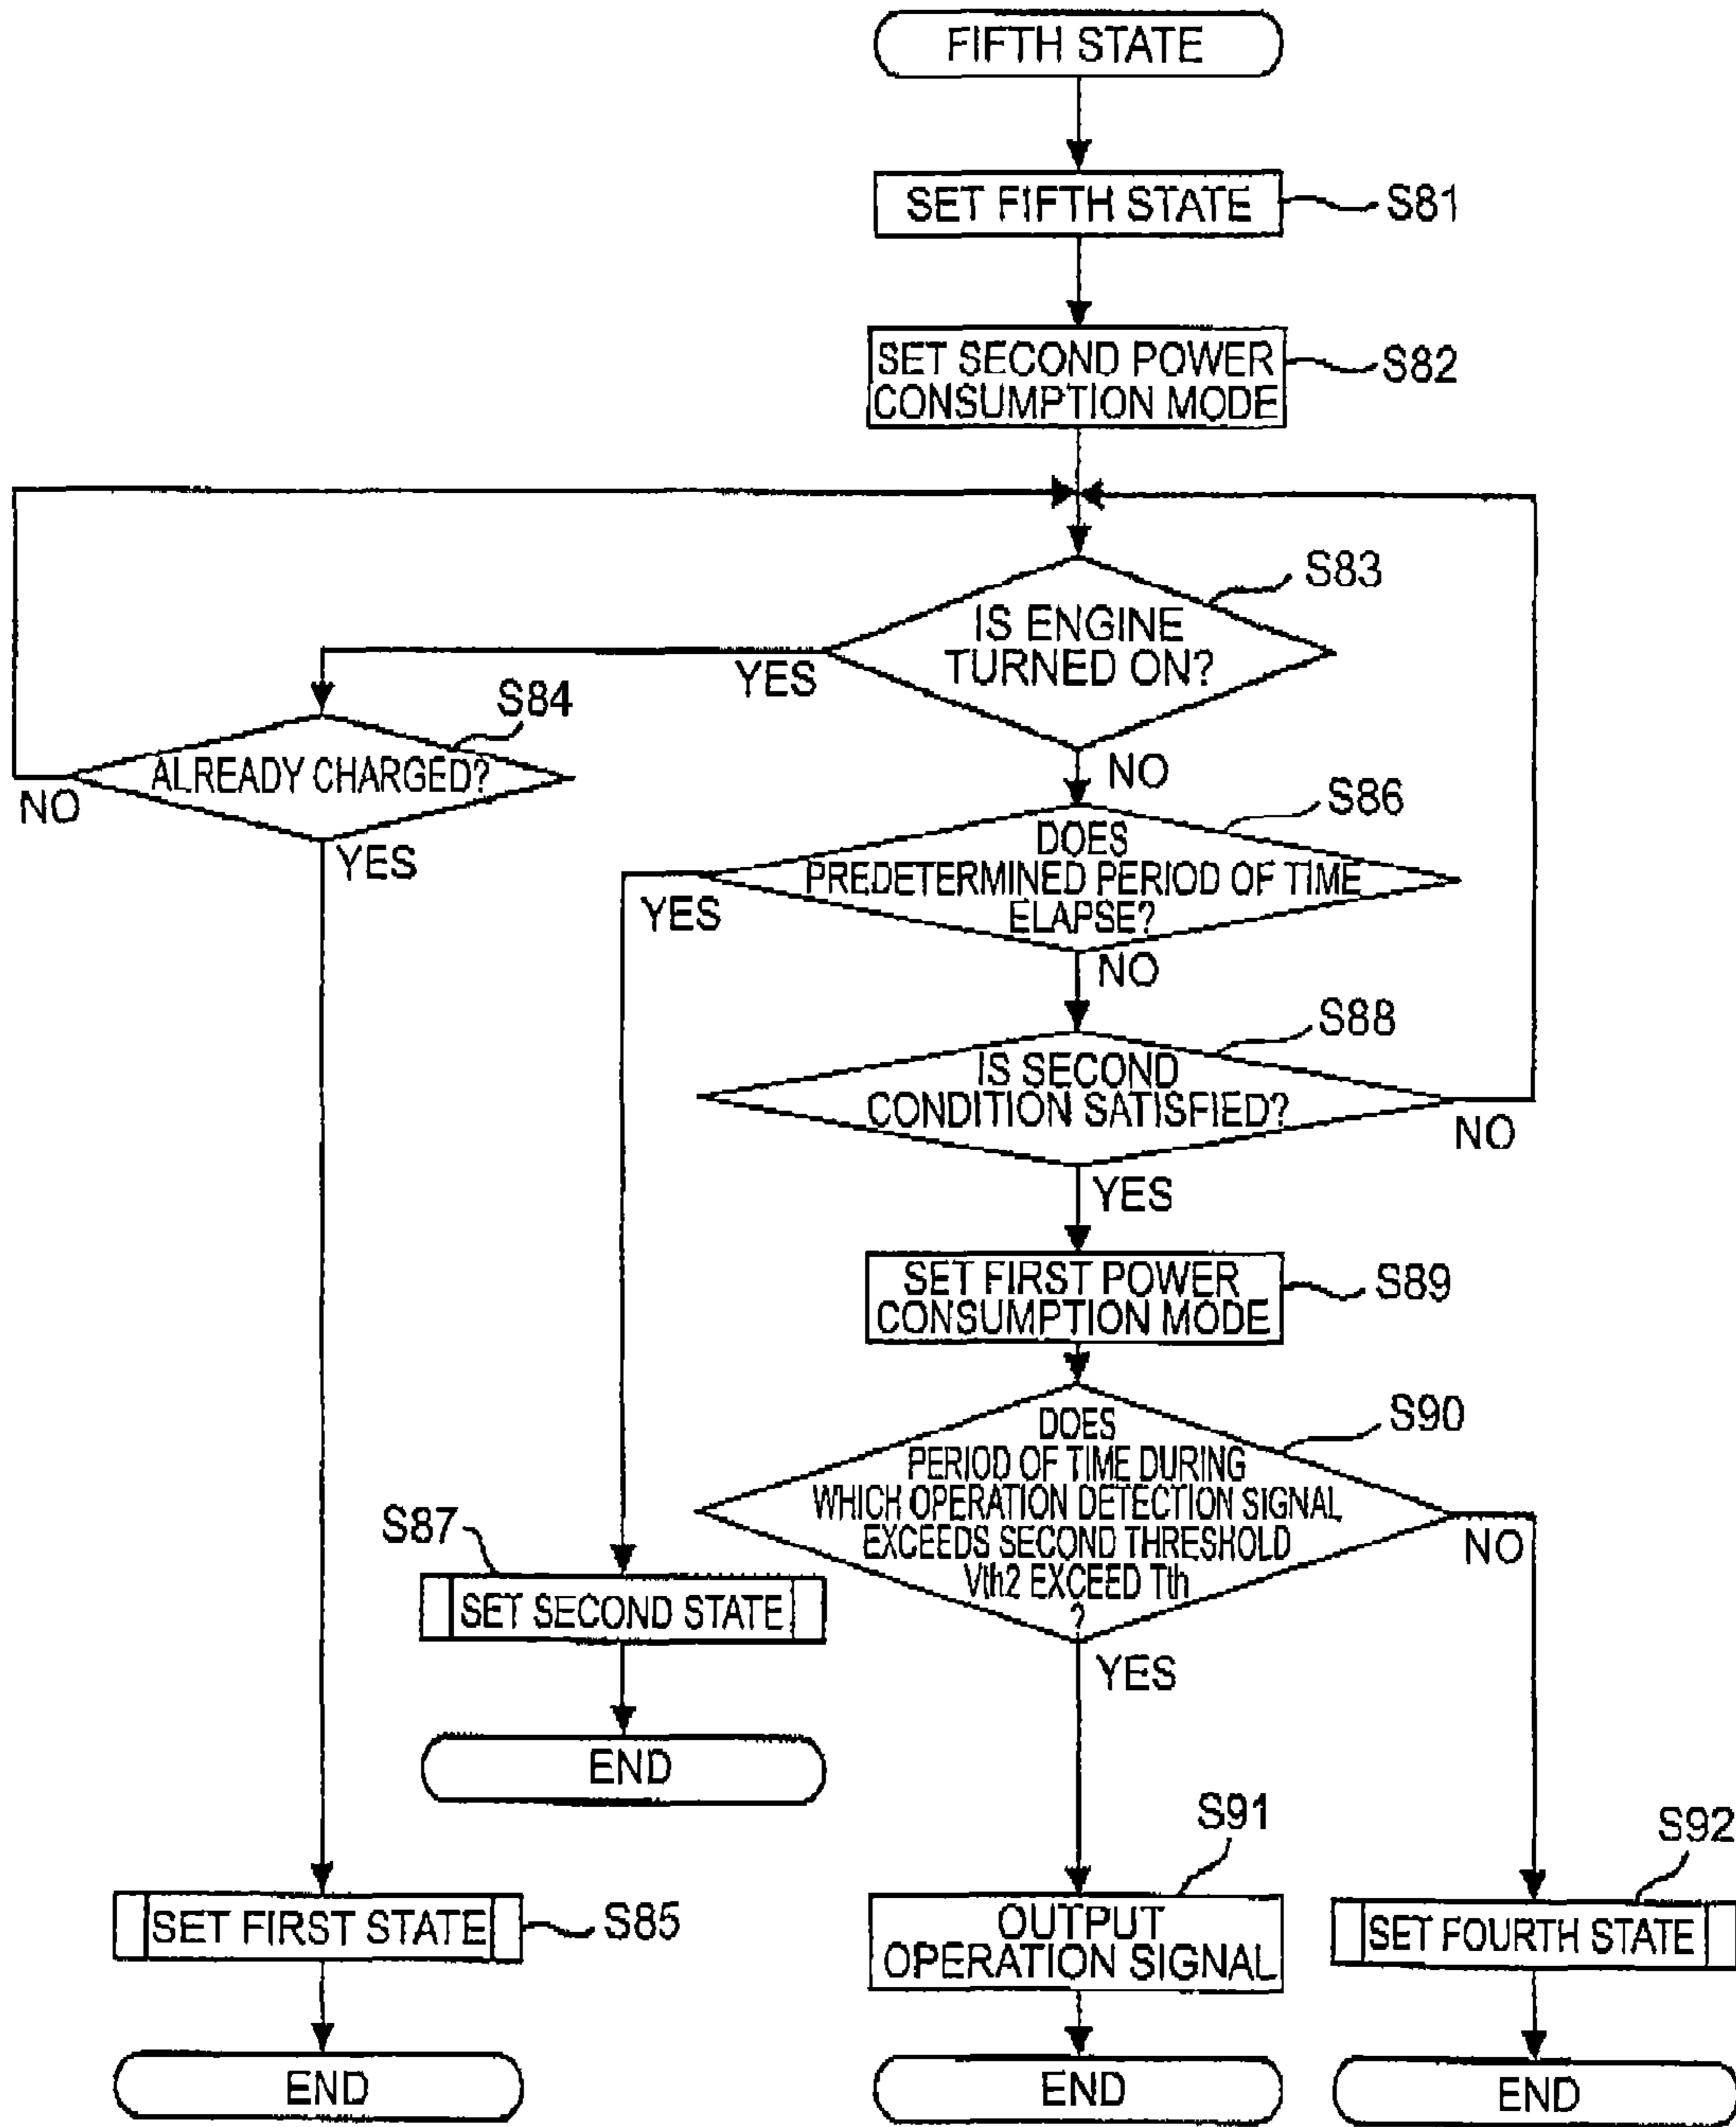 FIFTH STATE
SET FIFTH STATE
S81
SET SECOND POWER
CONSUMPTION MODE
S82
S83
IS ENGINE
TURNED ON?
YES
NO
S84
ALREADY CHARGED?
NO
YES
S86
DOES
PREDETERMINED PERIOD OF TIME
ELAPSE?
YES
NO
S88
IS SECOND
CONDITION SATISFIED?
NO
YES
SET FIRST POWER
CONSUMPTION MODE
S89
S90
DOES
PERIOD OF TIME DURING
WHICH OPERATION DETECTION SIGNAL
EXCEEDS SECOND THRESHOLD
Vth2 EXCEED Tth
?
NO
YES
S87
SET SECOND STATE
END
S91
S92
SET FIRST STATE
S85
OUTPUT
OPERATION SIGNAL
SET FOURTH STATE
END
END
END